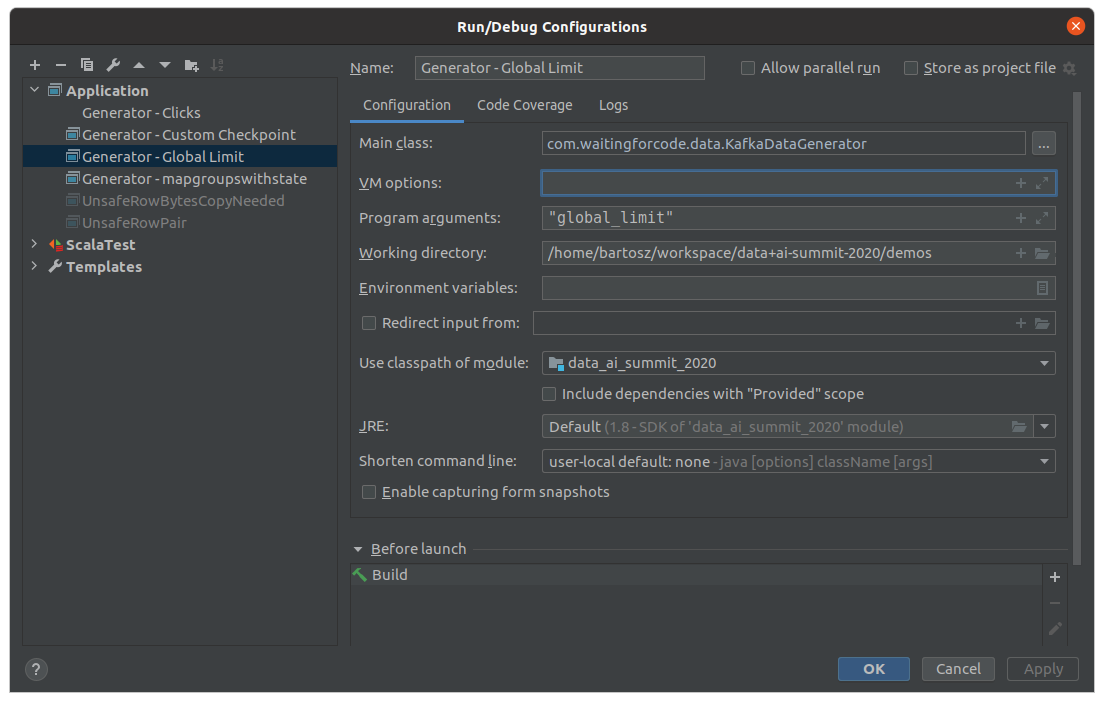 Run/Debug Configurations
Name: Generator - Global Limit Allow parallel run Store as project file
Application
Generator - Clicks
Generator - Custom Checkpoint
Generator - Global Limit
Generator - mapgroupswithstate
UnsafeRowBytesCopyNeeded
UnsafeRowPair
ScalaTest
Templates
Configuration Code Coverage Logs
Main class: com.waitingforcode.data.KafkaDataGenerator ...
VM options:
Program arguments: "global_limit"
Working directory: /home/bartosz/workspace/data+ai-summit-2020/demos
Environment variables:
Redirect input from:
Use classpath of module: data_ai_summit_2020
Include dependencies with "Provided" scope
JRE: Default (1.8 - SDK of 'data_ai_summit_2020' module)
Shorten command line: user-local default: none - java [options] className [args]
Enable capturing form snapshots
Before launch
Build
? OK Cancel Apply